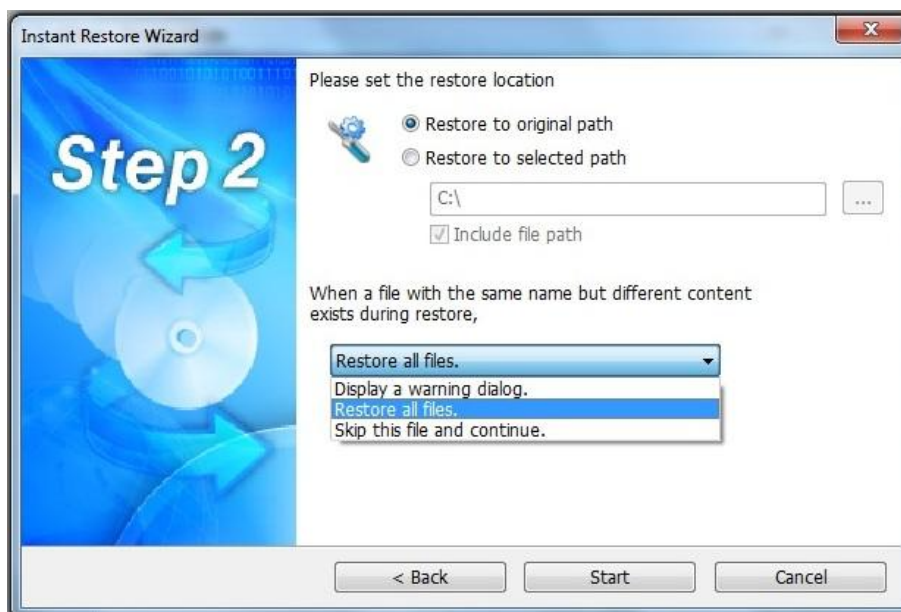 Instant Restore Wizard
Step 2
Please set the restore location
Restore to original path
Restore to selected path
C:\
...
Include file path
When a file with the same name but different content
exists during restore,
Restore all files.
Display a warning dialog.
Restore all files.
Skip this file and continue.
< Back
Start
Cancel